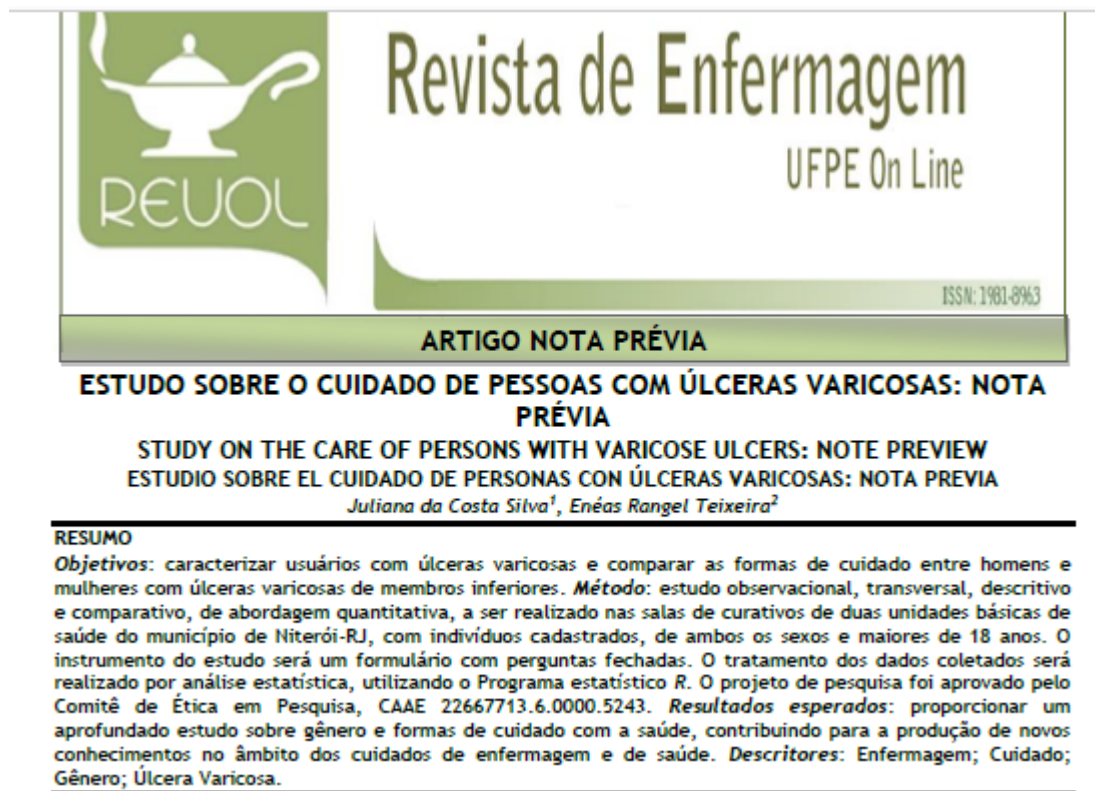 REUOL
Revista de Enfermagem
UFPE On Line
ISSN: 1981-8963
ARTIGO NOTA PRÉVIA
ESTUDO SOBRE O CUIDADO DE PESSOAS COM ÚLCERAS VARICOSAS: NOTA
PRÉVIA
STUDY ON THE CARE OF PERSONS WITH VARICOSE ULCERS: NOTE PREVIEW
ESTUDIO SOBRE EL CUIDADO DE PERSONAS CON ÚLCERAS VARICOSAS: NOTA PREVIA
Juliana da Costa Silva¹, Enéas Rangel Teixeira²
RESUMO
Objetivos: caracterizar usuários com úlceras varicosas e comparar as formas de cuidado entre homens e
mulheres com úlceras varicosas de membros inferiores. Método: estudo observacional, transversal, descritivo
e comparativo, de abordagem quantitativa, a ser realizado nas salas de curativos de duas unidades básicas de
saúde do município de Niterói-RJ, com indivíduos cadastrados, de ambos os sexos e maiores de 18 anos. O
instrumento do estudo será um formulário com perguntas fechadas. O tratamento dos dados coletados será
realizado por análise estatística, utilizando o Programa estatístico R. O projeto de pesquisa foi aprovado pelo
Comitê de Ética em Pesquisa, CAAE 22667713.6.0000.5243. Resultados esperados: proporcionar um
aprofundado estudo sobre gênero e formas de cuidado com a saúde, contribuindo para a produção de novos
conhecimentos no âmbito dos cuidados de enfermagem e de saúde. Descritores: Enfermagem; Cuidado;
Gênero; Úlcera Varicosa.